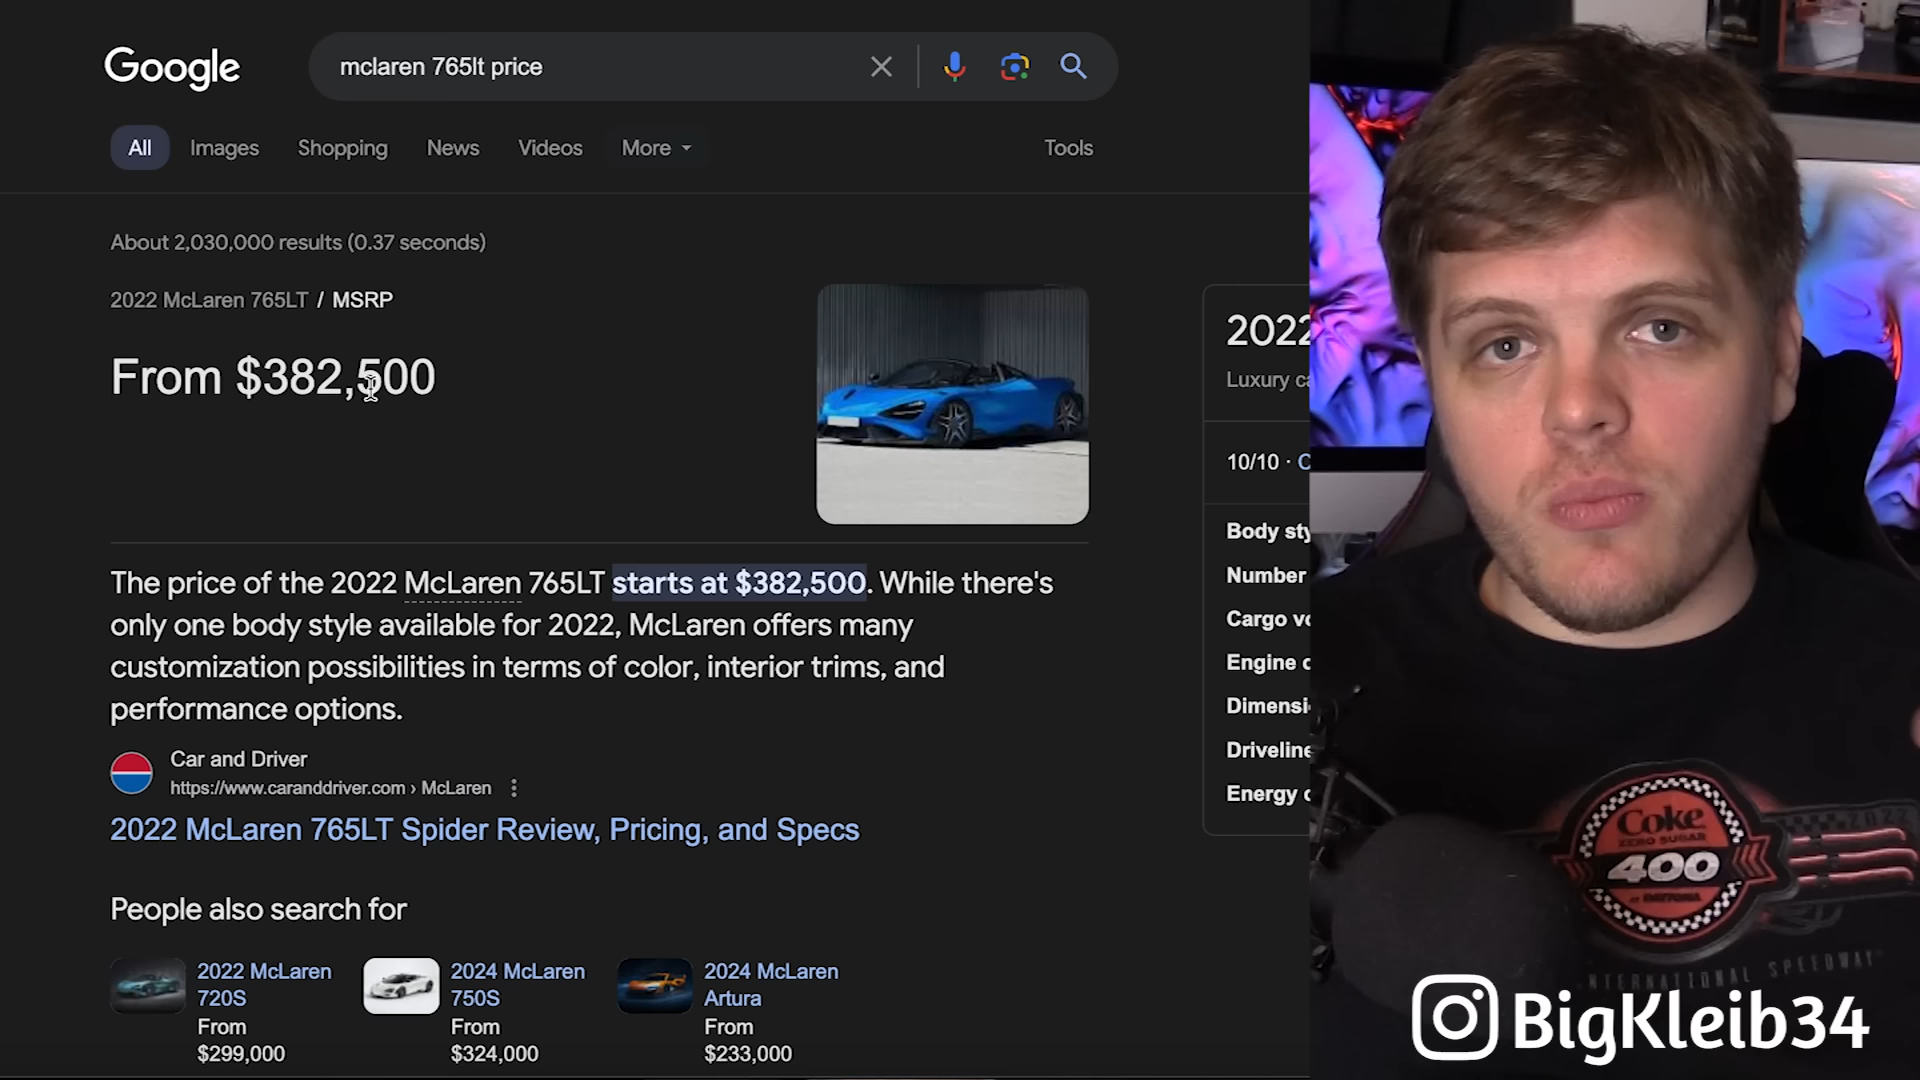 Google
mclaren 765lt price
All Images Shopping News Videos More Tools
About 2,030,000 results (0.37 seconds)
2022 McLaren 765LT / MSRP
From $382,500
The price of the 2022 McLaren 765LT starts at $382,500. While there's
only one body style available for 2022, McLaren offers many
customization possibilities in terms of color, interior trims, and
performance options.
Car and Driver
https://www.caranddriver.com › McLaren
2022 McLaren 765LT Spider Review, Pricing, and Specs
People also search for
2022 McLaren
720S
From
$299,000
2024 McLaren
750S
From
$324,000
2024 McLaren
Artura
From
$233,000
2022
Luxury ca
10/10 · C
Body sty
Number
Cargo vo
Engine c
Dimensi
Driveline
Energy c
2022
Coke
ZERO SUGAR
400
AT DAYTONA
INTERNATIONAL SPEEDWAY
BigKleib34